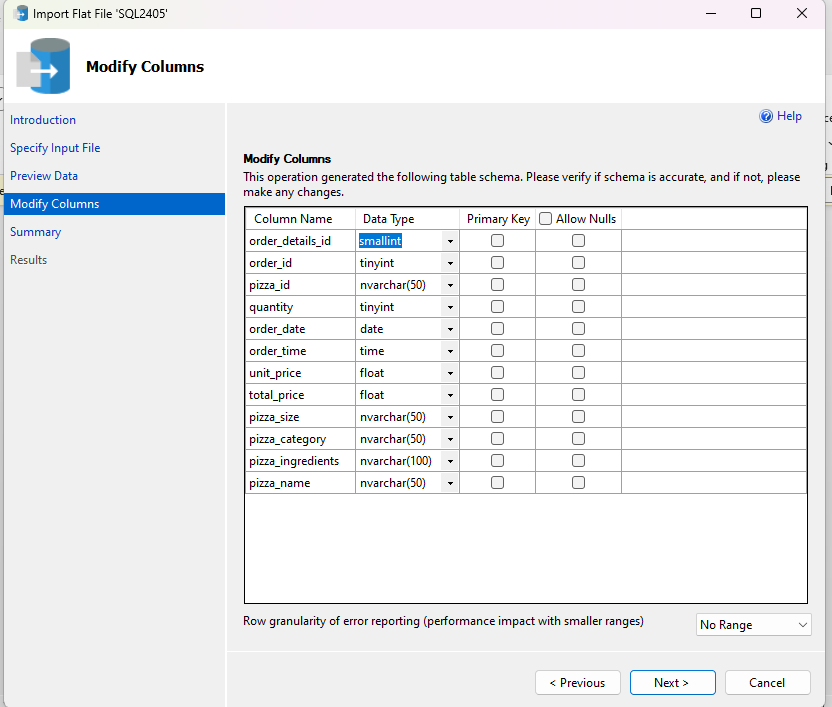 Import Flat File 'SQL2405'
Modify Columns
Introduction
Specify Input File
Preview Data
Modify Columns
Summary
Results
Help
Modify Columns
This operation generated the following table schema. Please verify if schema is accurate, and if not, please
make any changes.
Column Name Data Type Primary Key Allow Nulls
order_details_id smallint
order_id tinyint
pizza_id nvarchar(50)
quantity tinyint
order_date date
order_time time
unit_price float
total_price float
pizza_size nvarchar(50)
pizza_category nvarchar(50)
pizza_ingredients nvarchar(100)
pizza_name nvarchar(50)
Row granularity of error reporting (performance impact with smaller ranges) No Range
< Previous Next > Cancel